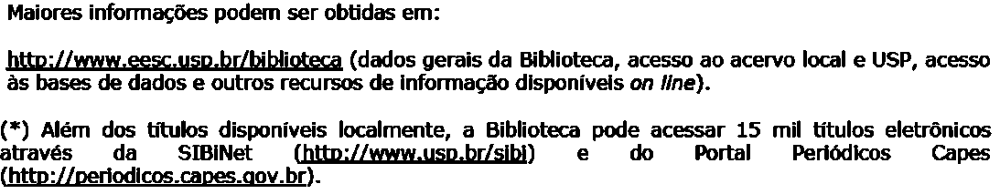 Maiores informações podem ser obtidas em:
http://www.eesc.usp.br/biblioteca (dados gerais da Biblioteca, acesso ao acervo local e USP, acesso
às bases de dados e outros recursos de informação disponíveis on line).
(*) Além dos títulos disponíveis localmente, a Biblioteca pode acessar 15 mil títulos eletrônicos
através da SIBiNet (http://www.usp.br/sibi) e do Portal Periódicos Capes
(http://periodicos.capes.gov.br).